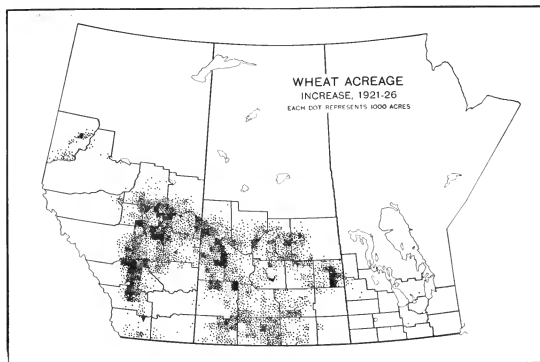 WHEAT ACREAGE
INCREASE, 1921-26
EACH DOT REPRESENTS 1000 ACRES